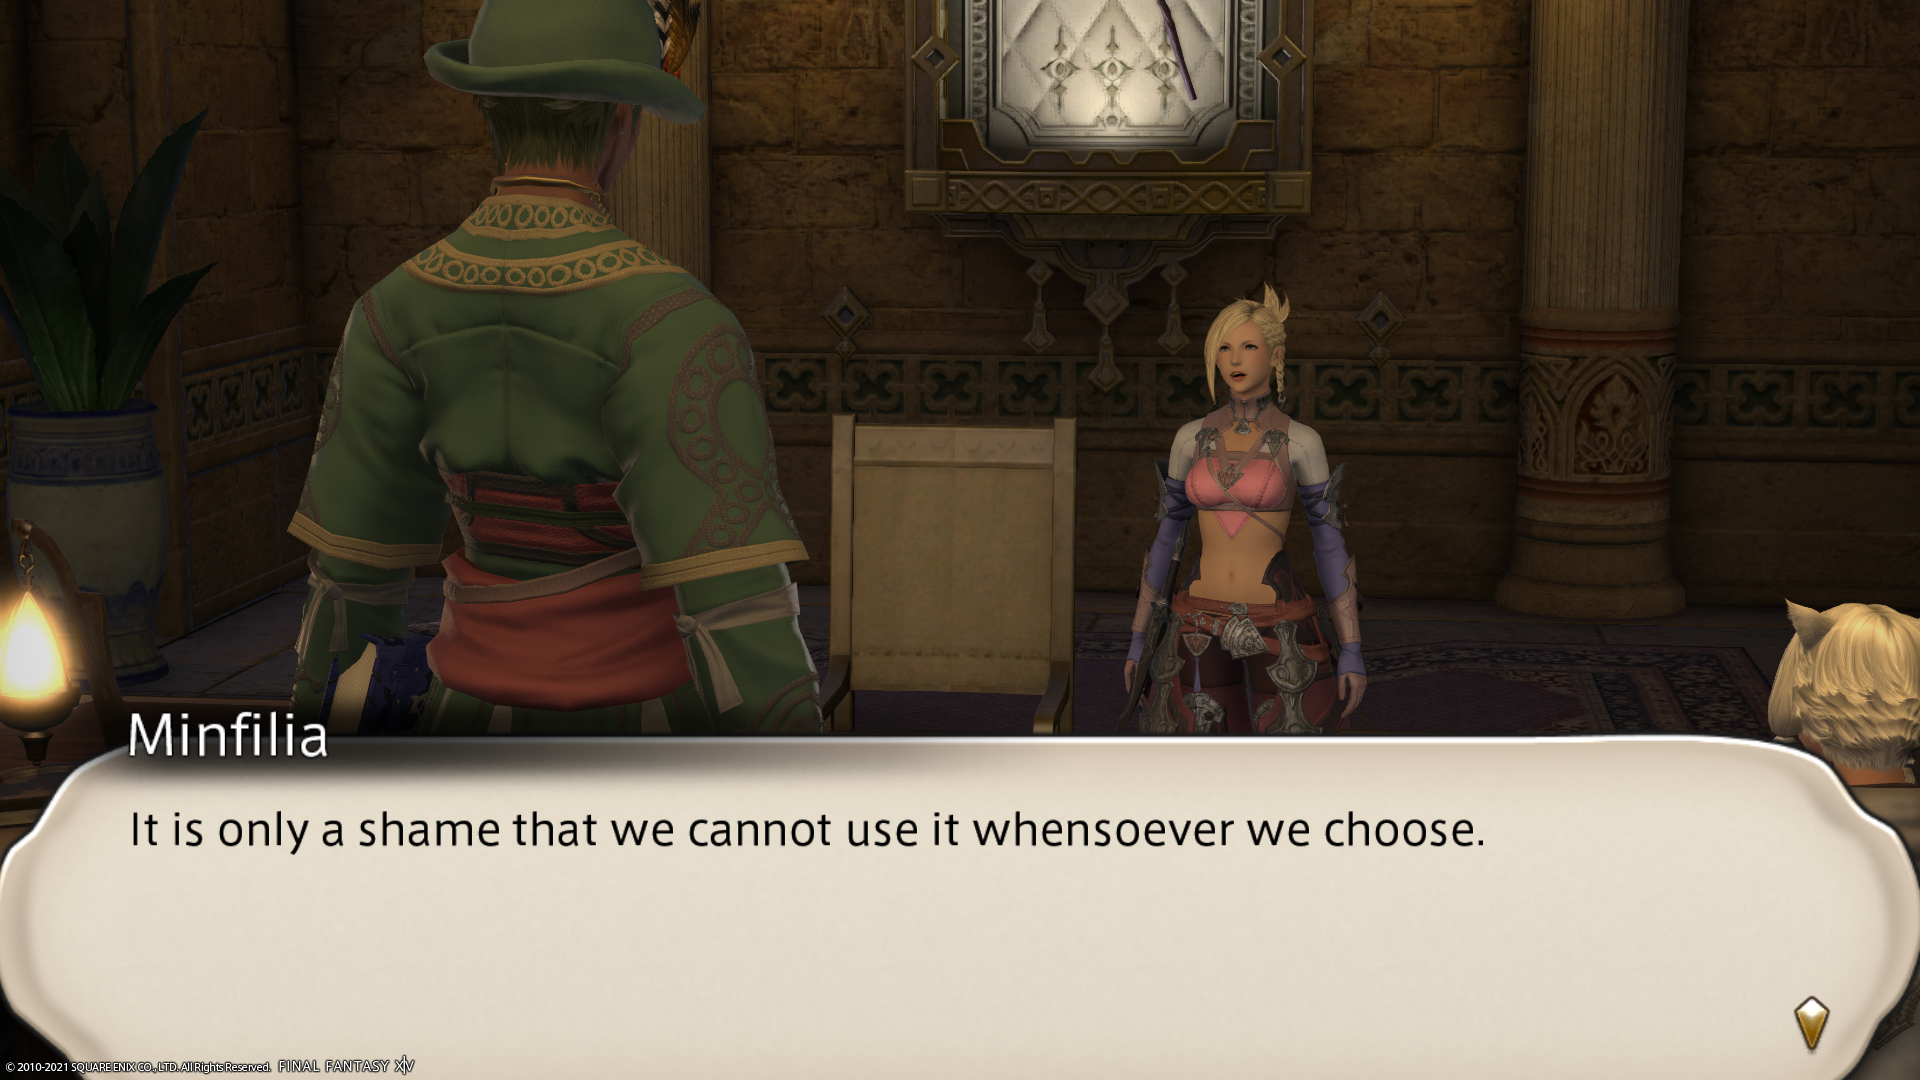 Minfilia
It is only a shame that we cannot use it whensoever we choose.
© 2010-2021 SQUARE ENIX CO., LTD. All Rights Reserved. FINAL FANTASY XIV